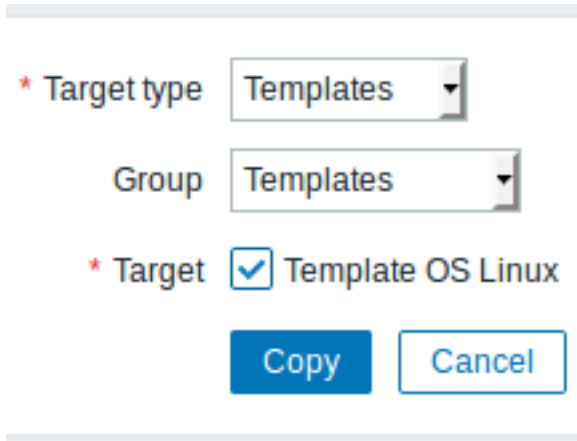 * Target type Templates
Group Templates
* Target Template OS Linux
Copy Cancel